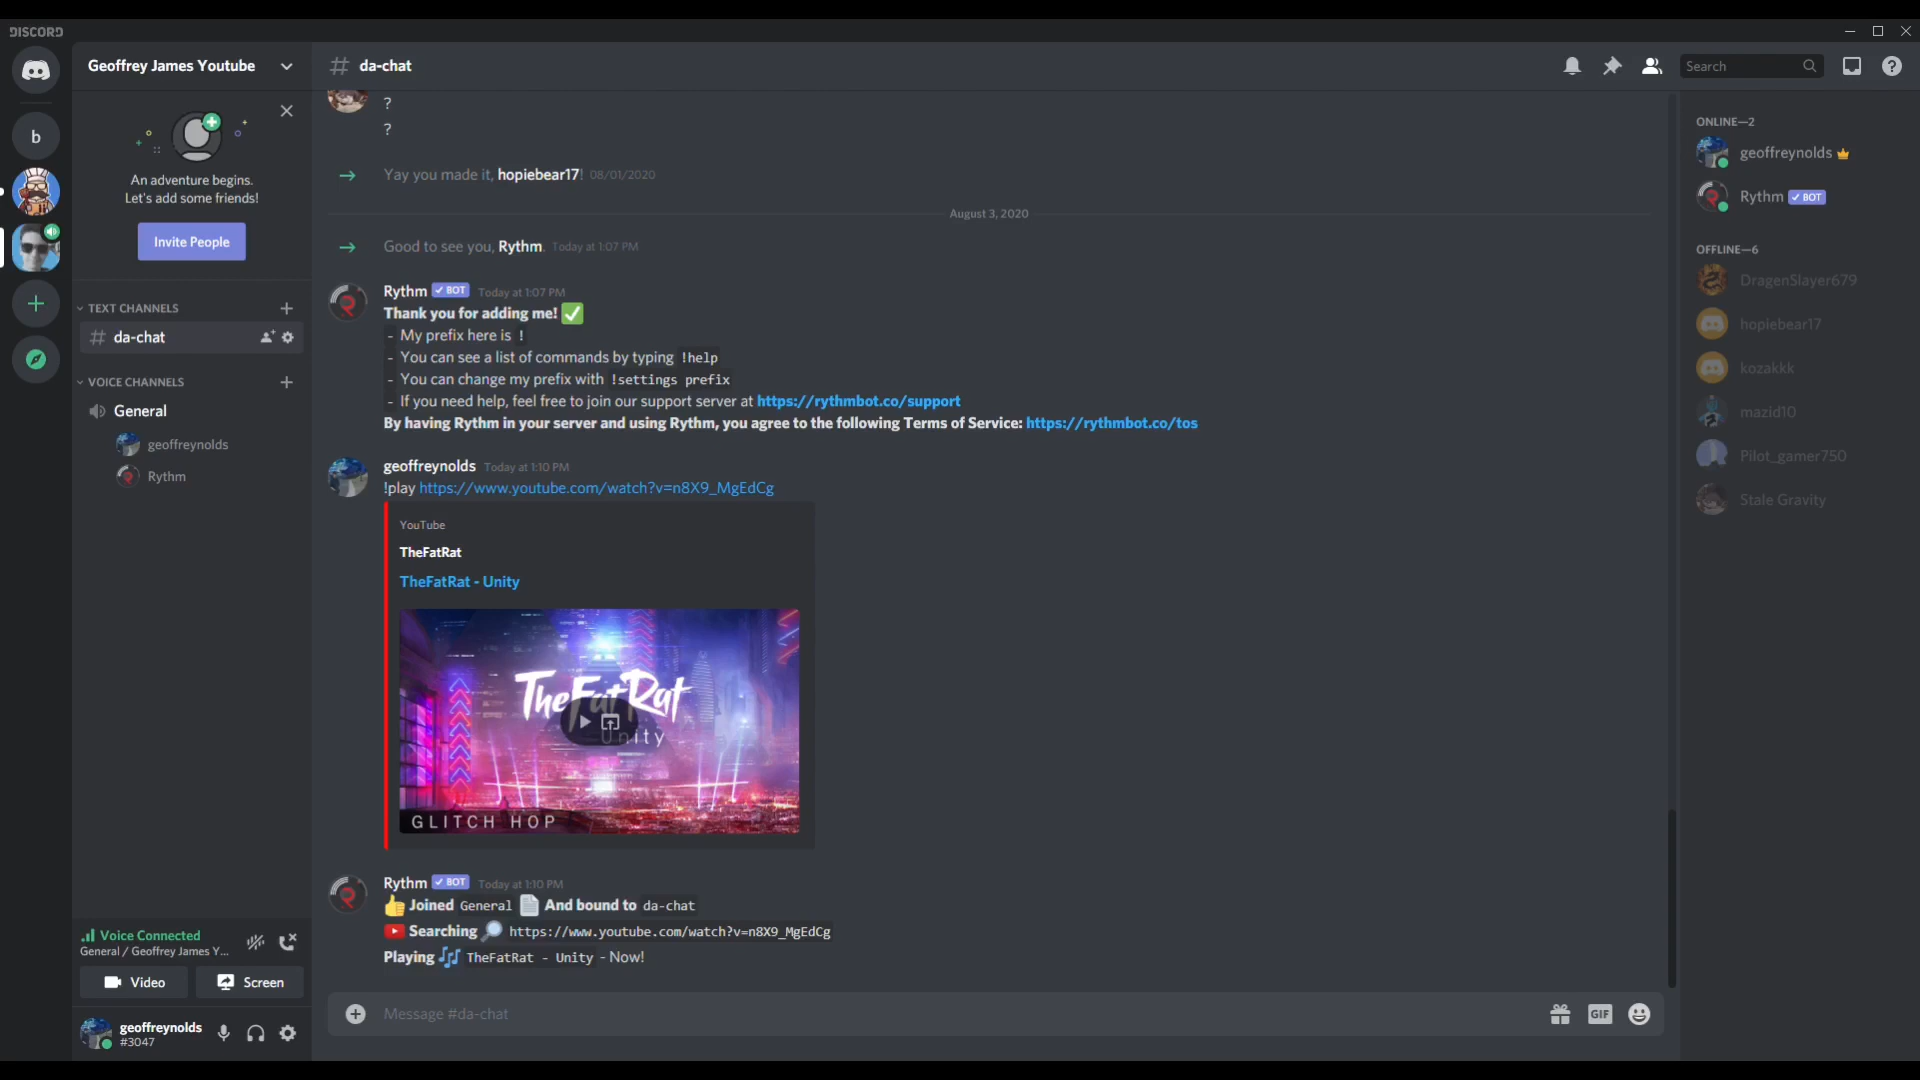 DISCORD
Geoffrey James Youtube
# da-chat
Search
b
An adventure begins.
Let's add some friends!
Invite People
TEXT CHANNELS
# da-chat
VOICE CHANNELS
General
geoffreynolds
Rythm
?
?
Yay you made it, hopiebear17! 08/01/2020
August 3, 2020
Good to see you, Rythm. Today at 1:07 PM
Rythm ✓ BOT Today at 1:07 PM
Thank you for adding me! ✅
- My prefix here is !
- You can see a list of commands by typing !help
- You can change my prefix with !settings prefix
- If you need help, feel free to join our support server at https://rythmbot.co/support
By having Rythm in your server and using Rythm, you agree to the following Terms of Service: https://rythmbot.co/tos
geoffreynolds Today at 1:10 PM
!play https://www.youtube.com/watch?v=n8X9_MgEdCg
YouTube
TheFatRat
TheFatRat - Unity
TheFatRat
Unity
GLITCH HOP
Rythm ✓ BOT Today at 1:10 PM
👍 Joined General 📄 And bound to da-chat
Searching 🔎 https://www.youtube.com/watch?v=n8X9_MgEdCg
Playing 🎶 TheFatRat - Unity - Now!
Message #da-chat
GIF
ONLINE—2
geoffreynolds
Rythm ✓ BOT
OFFLINE—6
DragenSlayer679
hopiebear17
kozakkk
mazid10
Pilot_gamer750
Stale Gravity
Voice Connected
General / Geoffrey James Y...
Video
Screen
geoffreynolds
#3047